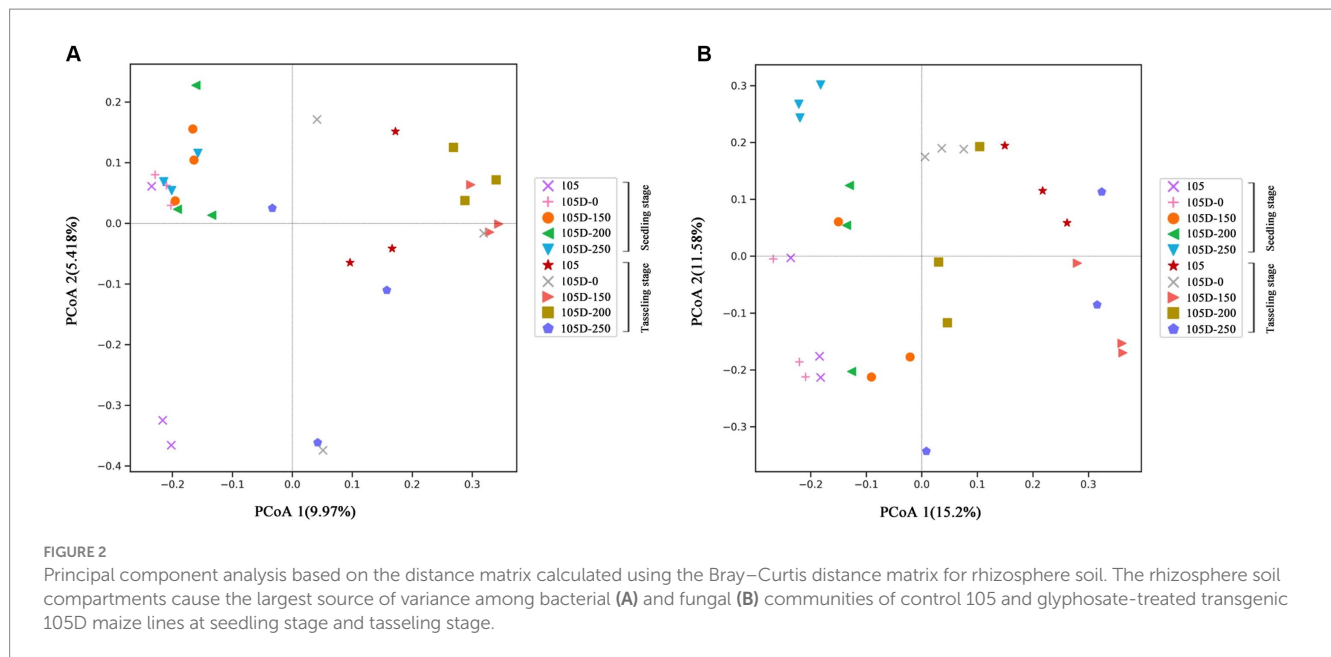 A
0.2
0.1
0.0
−0.1
−0.2
−0.3
−0.4
PCoA 2(5.418%)
−0.2 −0.1 0.0 0.1 0.2 0.3
PCoA 1(9.97%)
105
105D-0
105D-150
105D-200
105D-250
105
105D-0
105D-150
105D-200
105D-250
Seedling stage
Tasseling stage
B
0.3
0.2
0.1
0.0
−0.1
−0.2
−0.3
PCoA 2(11.58%)
−0.2 −0.1 0.0 0.1 0.2 0.3
PCoA 1(15.2%)
105
105D-0
105D-150
105D-200
105D-250
105
105D-0
105D-150
105D-200
105D-250
Seedling stage
Tasseling stage
FIGURE 2
Principal component analysis based on the distance matrix calculated using the Bray–Curtis distance matrix for rhizosphere soil. The rhizosphere soil
compartments cause the largest source of variance among bacterial (A) and fungal (B) communities of control 105 and glyphosate-treated transgenic
105D maize lines at seedling stage and tasseling stage.